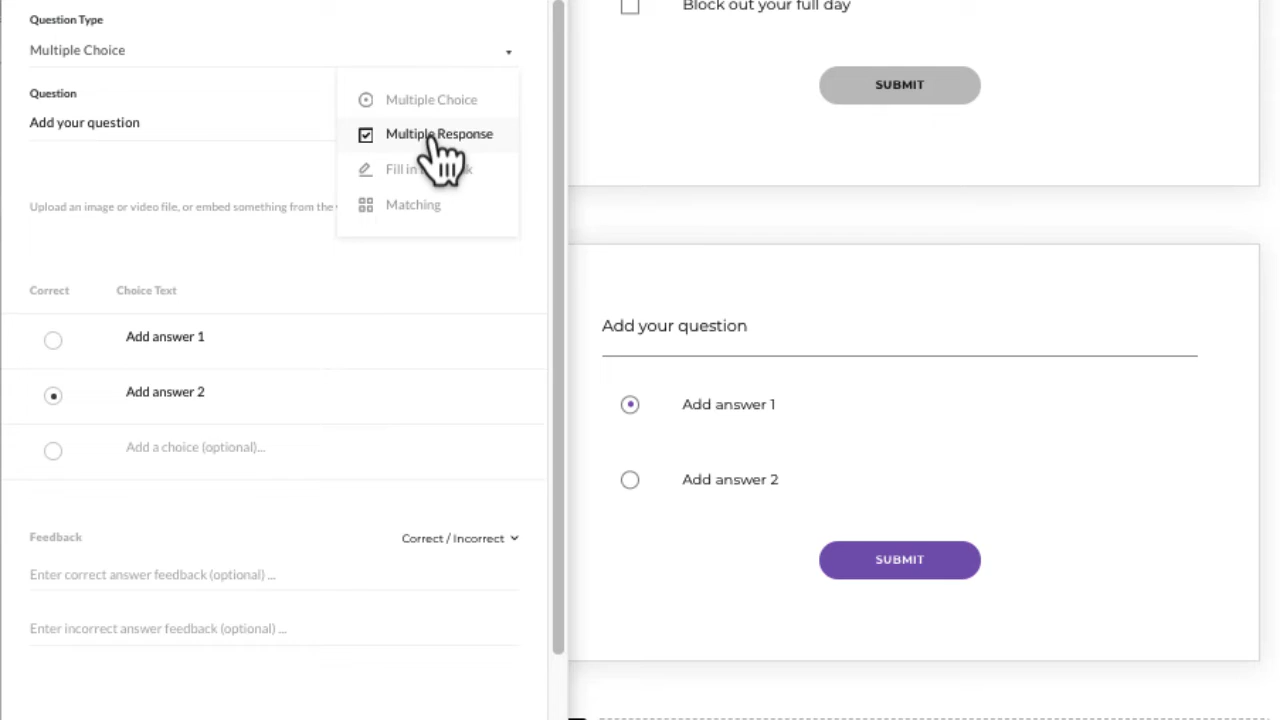 Question Type
Multiple Choice
Question
Add your question
Multiple Choice
Multiple Response
Fill in
Matching
Upload an image or video file, or embed something from the
Correct
Choice Text
Add answer 1
Add answer 2
Add a choice (optional)...
Feedback
Correct / Incorrect
Enter correct answer feedback (optional) ...
Enter incorrect answer feedback (optional) ...
Block out your full day
SUBMIT
Add your question
Add answer 1
Add answer 2
SUBMIT